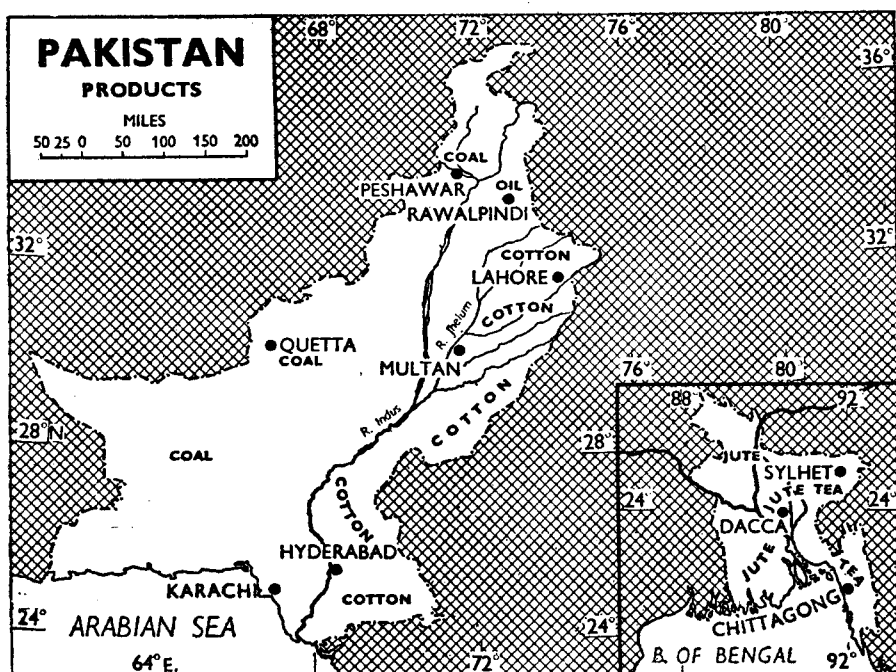 PAKISTAN
PRODUCTS
MILES
50 25 0 50 100 150 200
68° 72° 76° 80°
36°
COAL
PESHAWAR
OIL
RAWALPINDI
32° 32°
COTTON
LAHORE
COTTON
R. Jhelum
QUETTA
COAL
MULTAN
COTTON
R. Indus
28°N 28°
COAL
COTTON
HYDERABAD
KARACHI
COTTON
24° 24°
ARABIAN SEA
64°E. 72°
76° 80°
88° 92
JUTE
SYLHET
JUTE TEA
24° 24°
DACCA
JUTE
TEA
CHITTAGONG
B. OF BENGAL
92°